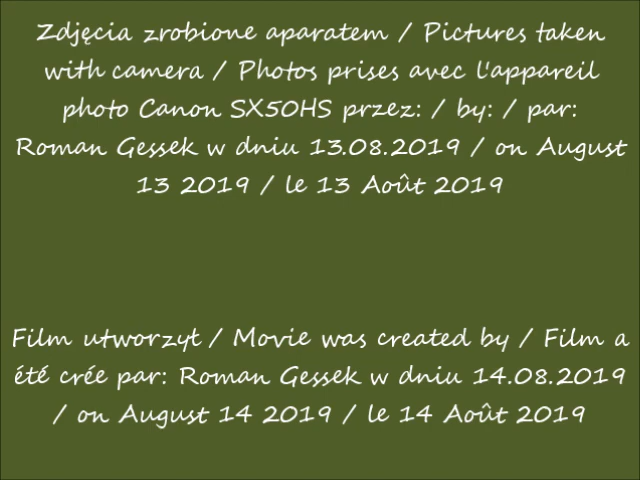 Zdjęcia zrobione aparatem / Pictures taken
with camera / Photos prises avec l'appareil
photo Canon SX50HS przez: / by: / par:
Roman Gessek w dniu 13.08.2019 / on August
13 2019 / le 13 Août 2019
Film utworzył / Movie was created by / Film a
été crée par: Roman Gessek w dniu 14.08.2019
/ on August 14 2019 / le 14 Août 2019